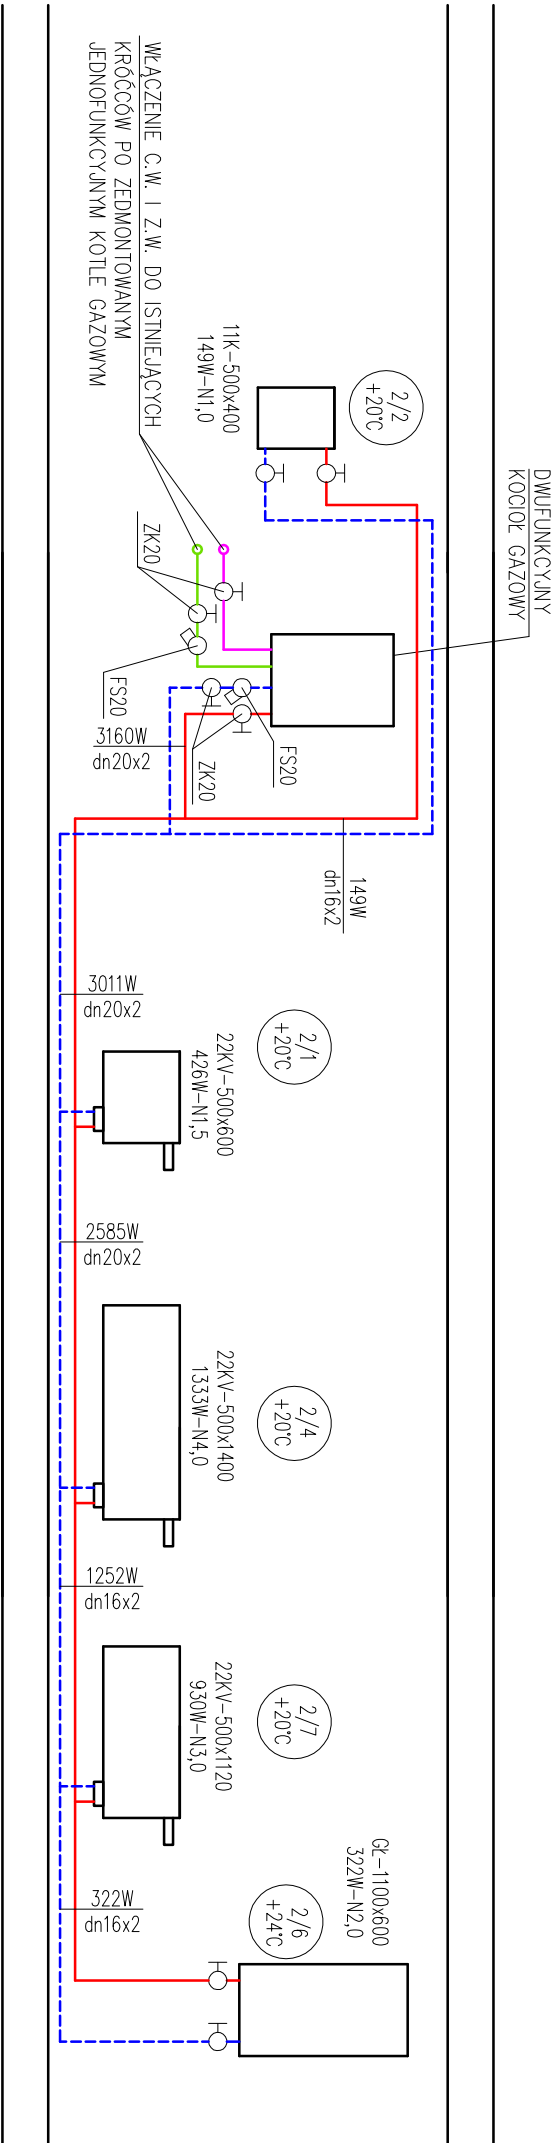 DWUFUNKCYJNY
KOCIOŁ GAZOWY
WŁĄCZENIE C.W. I Z.W. DO ISTNIEJĄCYCH
KRÓĆCÓW PO ZEDMONTOWANYM
JEDNOFUNKCYJNYM KOTLE GAZOWYM
2/2
+20°C
11K-500x400
149W-N1,0
ZK20
FS20
FS20
ZK20
3160W
dn20x2
149W
dn16x2
3011W
dn20x2
2/1
+20°C
22KV-500x600
426W-N1,5
2585W
dn20x2
2/4
+20°C
22KV-500x1400
1333W-N4,0
1252W
dn16x2
2/7
+20°C
22KV-500x1120
930W-N3,0
322W
dn16x2
2/6
+24°C
GŁ-1100x600
322W-N2,0